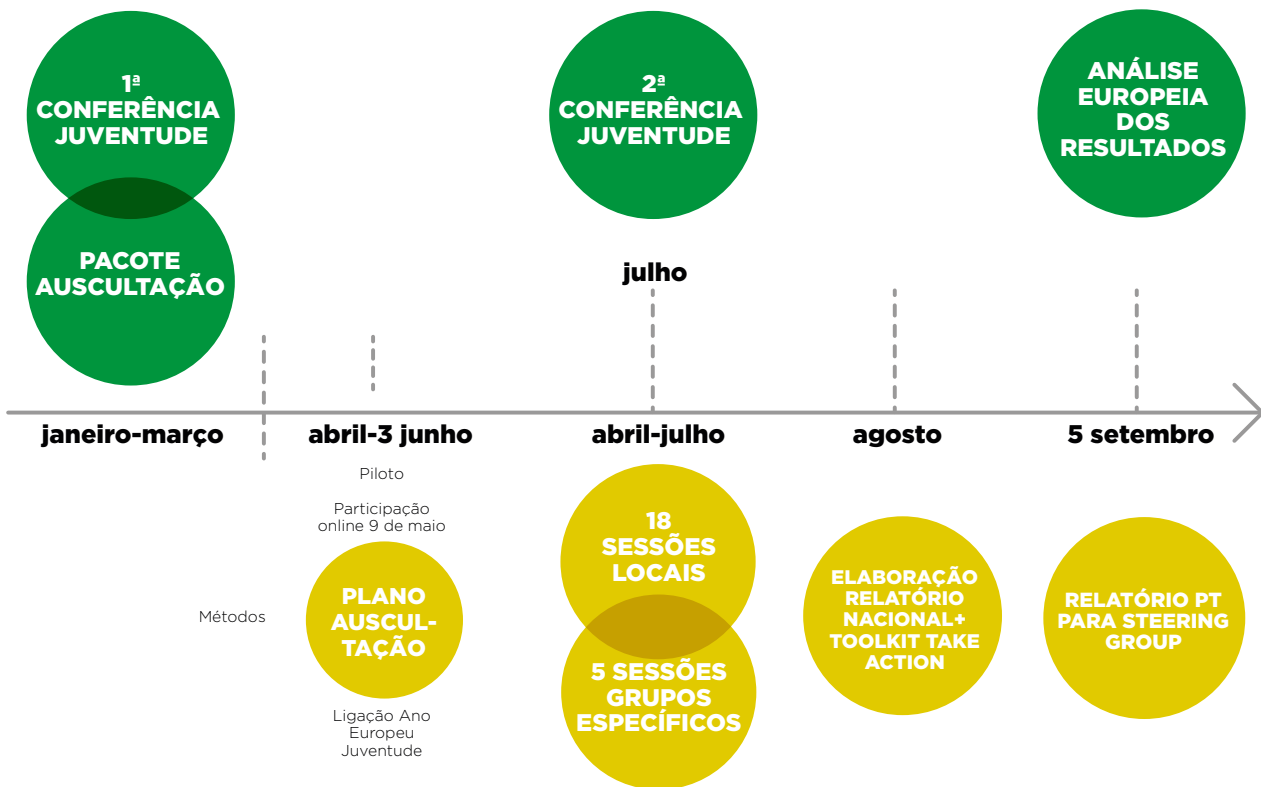 1ª
CONFERÊNCIA
JUVENTUDE
PACOTE
AUSCULTAÇÃO
2ª
CONFERÊNCIA
JUVENTUDE
julho
ANÁLISE
EUROPEIA
DOS
RESULTADOS
janeiro-março
abril-3 junho
abril-julho
agosto
5 setembro
Métodos
Piloto
Participação
online 9 de maio
PLANO
AUSCUL-
TAÇÃO
Ligação Ano
Europeu
Juventude
18
SESSÕES
LOCAIS
5 SESSÕES
GRUPOS
ESPECÍFICOS
ELABORAÇÃO
RELATÓRIO
NACIONAL+
TOOLKIT TAKE
ACTION
RELATÓRIO PT
PARA STEERING
GROUP